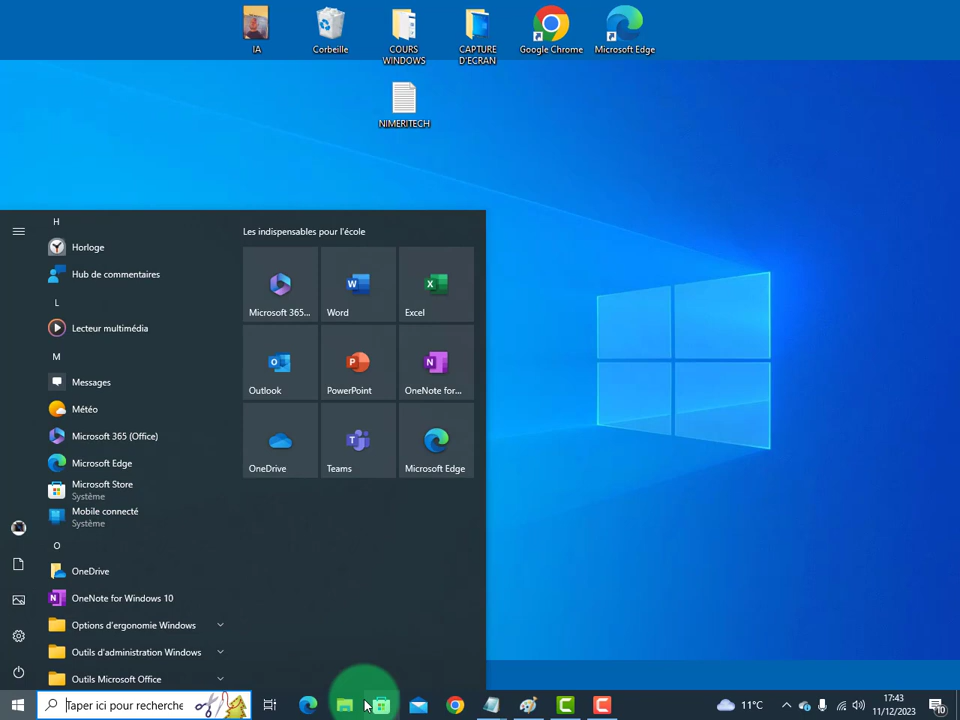 IA
Corbeille
COURS
WINDOWS
CAPTURE
D'ECRAN
Google Chrome
Microsoft Edge
NIMERITECH
H
Horloge
Hub de commentaires
L
Lecteur multimédia
M
Messages
Météo
Microsoft 365 (Office)
Microsoft Edge
Microsoft Store
Système
Mobile connecté
Système
O
OneDrive
OneNote for Windows 10
Options d'ergonomie Windows
Outils d'administration Windows
Outils Microsoft Office
Les indispensables pour l'école
Microsoft 365...
Word
Excel
Outlook
PowerPoint
OneNote for...
OneDrive
Teams
Microsoft Edge
Taper ici pour recherche
11°C
17:43
11/12/2023
10